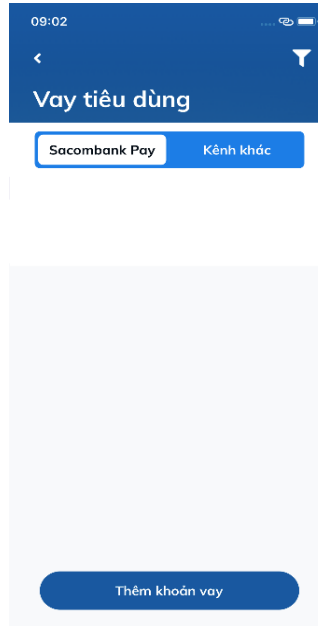 09:02
Vay tiêu dùng
Sacombank Pay
Kênh khác
Thêm khoản vay